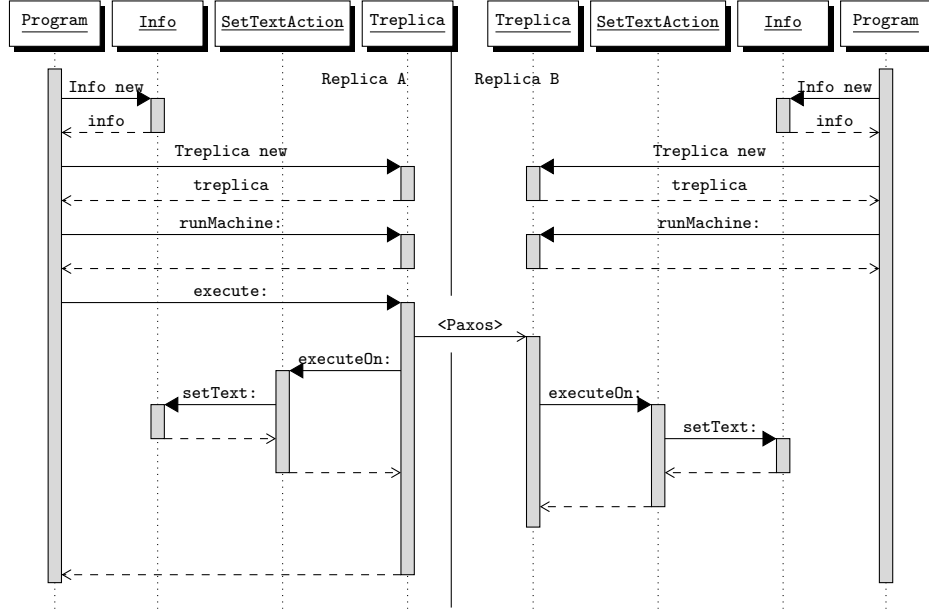 Program Info SetTextAction Treplica Treplica SetTextAction Info Program
Replica A Replica B
Info new Info new
info info
Treplica new Treplica new
treplica treplica
runMachine: runMachine:
execute:
<Paxos>
executeOn:
setText: executeOn:
setText: